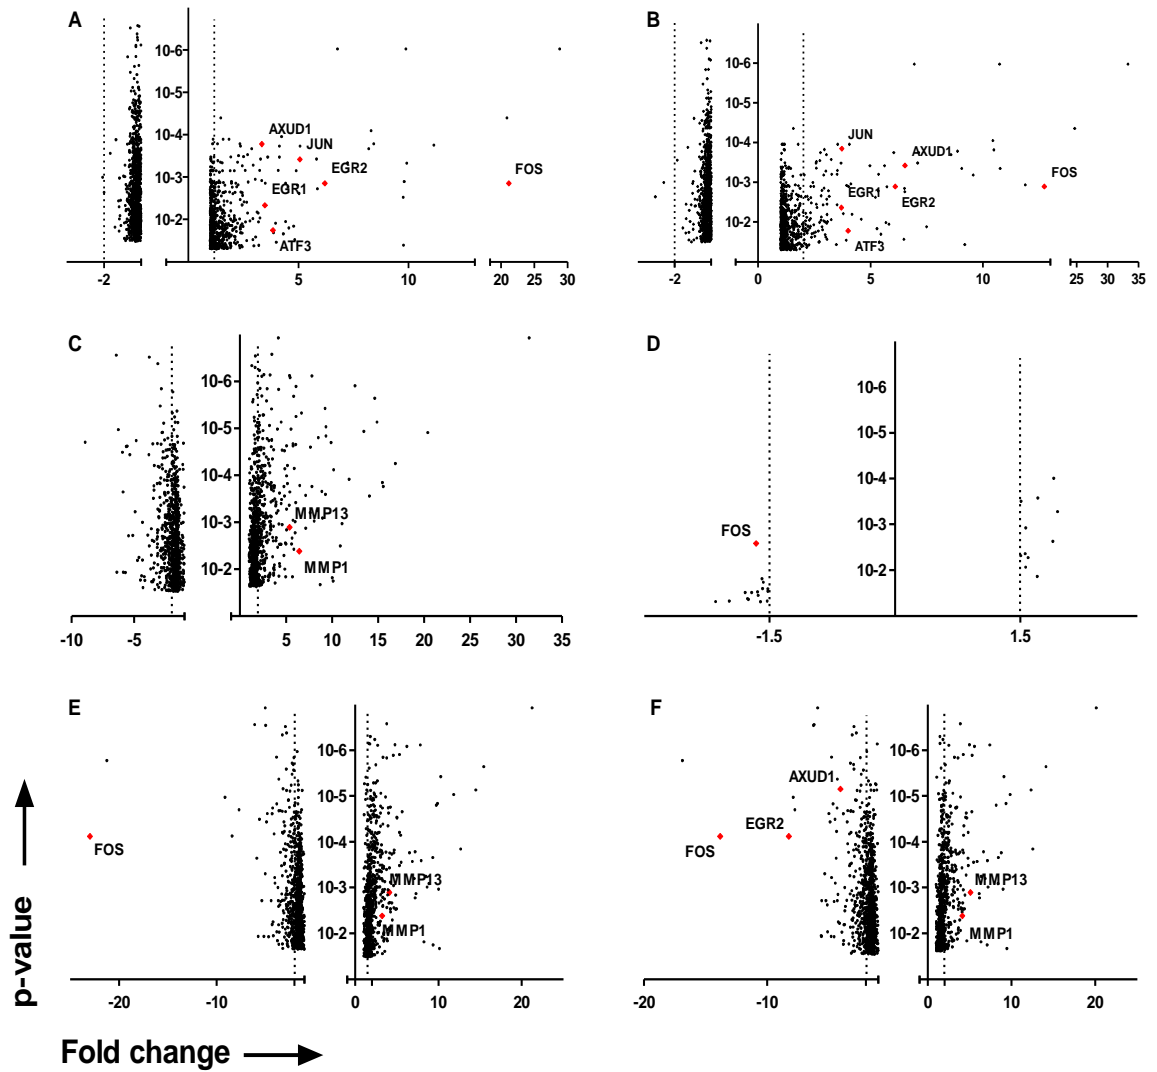 A
10-6
10-5
10-4
10-3
10-2
AXUD1
JUN
EGR2
FOS
EGR1
ATF3
-2
5
10
20
25
30
B
10-6
10-5
10-4
10-3
10-2
JUN
AXUD1
FOS
EGR1
EGR2
ATF3
-2
0
5
10
25
30
35
C
10-6
10-5
10-4
10-3
10-2
MMP13
MMP1
-10
-5
5
10
15
20
25
30
35
D
10-6
10-5
10-4
10-3
10-2
FOS
-1.5
1.5
E
10-6
10-5
10-4
10-3
10-2
FOS
MMP13
MMP1
-20
-10
0
2
10
20
F
10-6
10-5
10-4
10-3
10-2
AXUD1
EGR2
FOS
MMP13
MMP1
-20
-10
0
2
10
20
p-value
Fold change